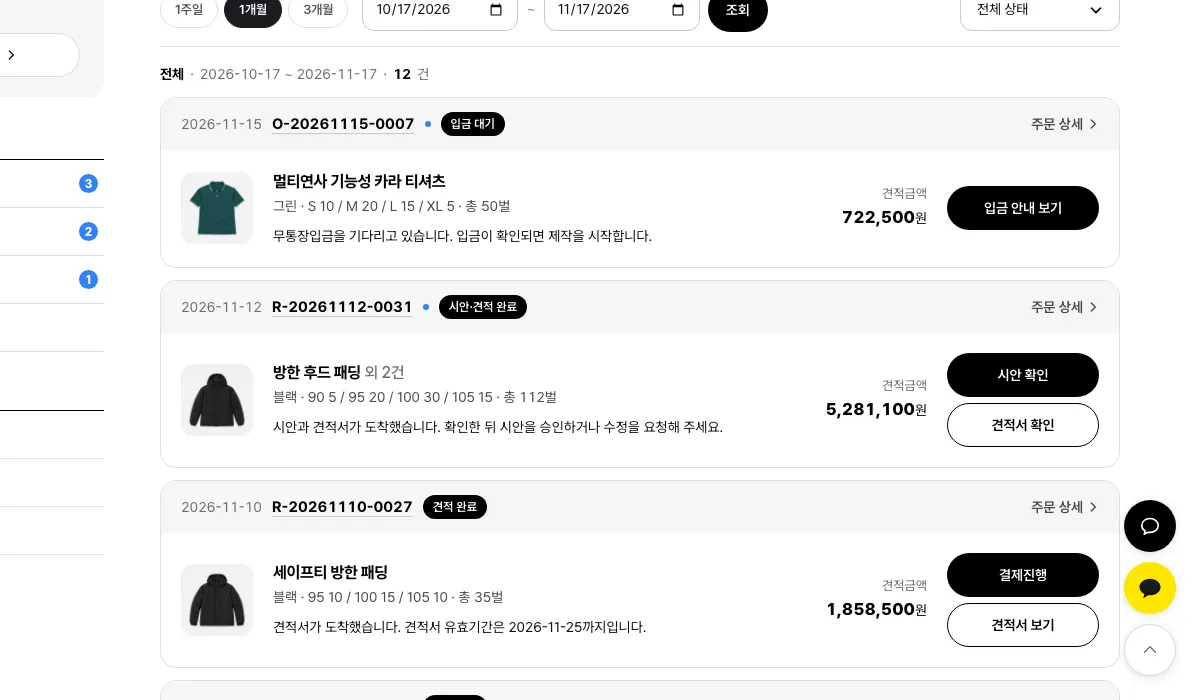 1주일 1개월 3개월 10/17/2026 ~ 11/17/2026 조회 전체 상태
전체 · 2026-10-17 ~ 2026-11-17 · 12 건
3
2
1
2026-11-15 O-20261115-0007 입금 대기 주문 상세
멀티연사 기능성 카라 티셔츠
그린 · S 10 / M 20 / L 15 / XL 5 · 총 50벌
무통장입금을 기다리고 있습니다. 입금이 확인되면 제작을 시작합니다.
견적금액
722,500원
입금 안내 보기
2026-11-12 R-20261112-0031 시안·견적 완료 주문 상세
방한 후드 패딩 외 2건
블랙 · 90 5 / 95 20 / 100 30 / 105 15 · 총 112벌
시안과 견적서가 도착했습니다. 확인한 뒤 시안을 승인하거나 수정을 요청해 주세요.
견적금액
5,281,100원
시안 확인
견적서 확인
2026-11-10 R-20261110-0027 견적 완료 주문 상세
세이프티 방한 패딩
블랙 · 95 10 / 100 15 / 105 10 · 총 35벌
견적서가 도착했습니다. 견적서 유효기간은 2026-11-25까지입니다.
견적금액
1,858,500원
결제진행
견적서 보기